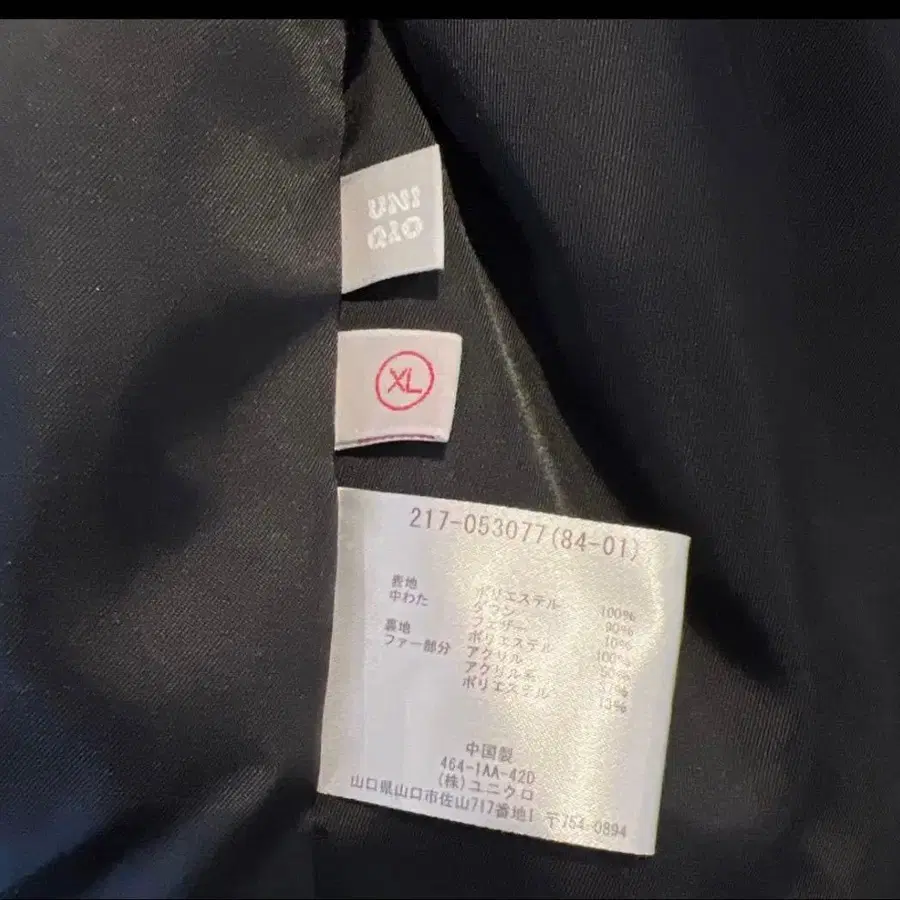 UNI
XL
217-053077(84-01)
表地 ポリエステル 100%
中わた ダウン 90%
フェザー 10%
裏地 ポリエステル 100%
ファー部分 アクリル 50%
アクリル系
ポリエステル 13%
中国製
464-1AA-42D
(株)ユニクロ
山口県山口市佐山717番地1 〒754-0894